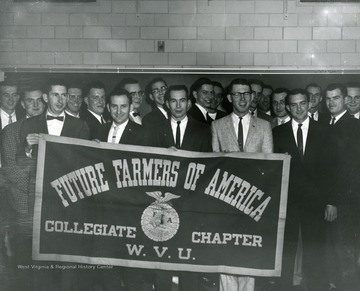 FUTURE FARMERS OF AMERICA
COLLEGIATE CHAPTER
W.V.U.
West Virginia & Regional History Center